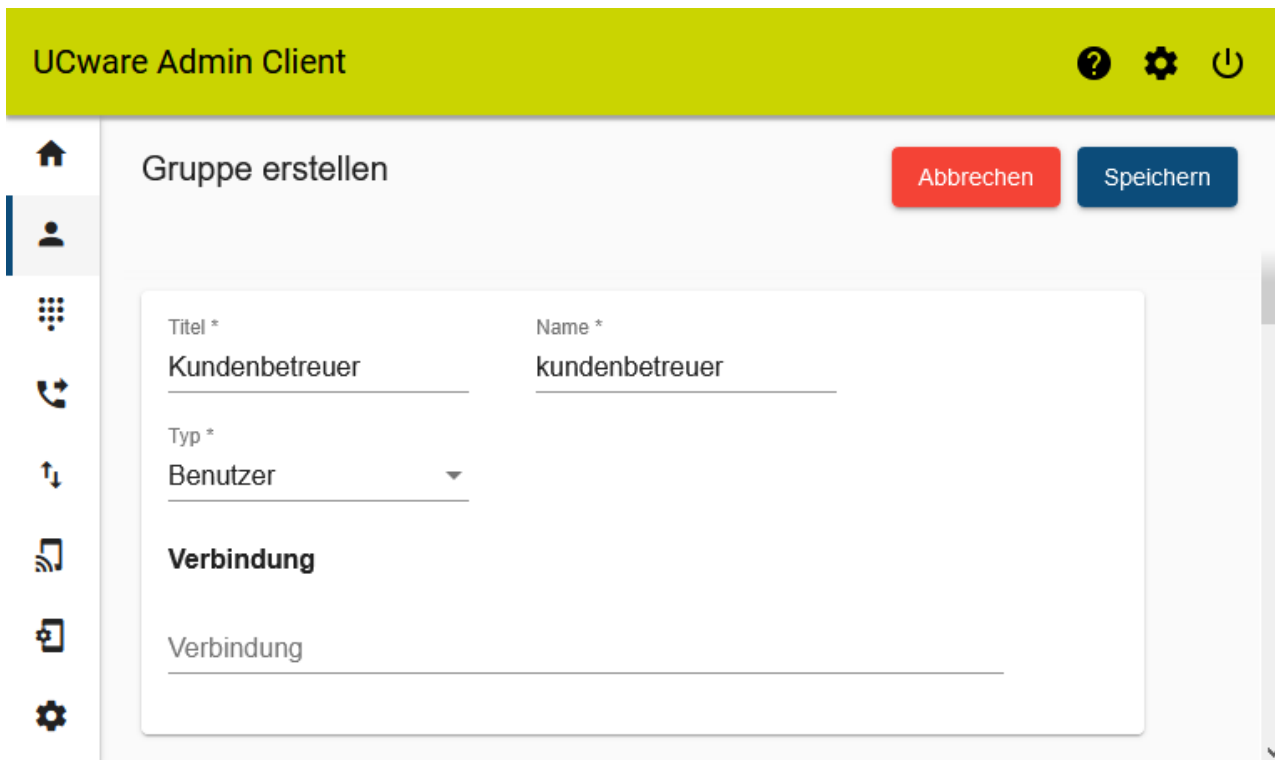 UCware Admin Client
Gruppe erstellen
Abbrechen
Speichern
Titel *
Name *
Kundenbetreuer
kundenbetreuer
Typ *
Benutzer
Verbindung
Verbindung